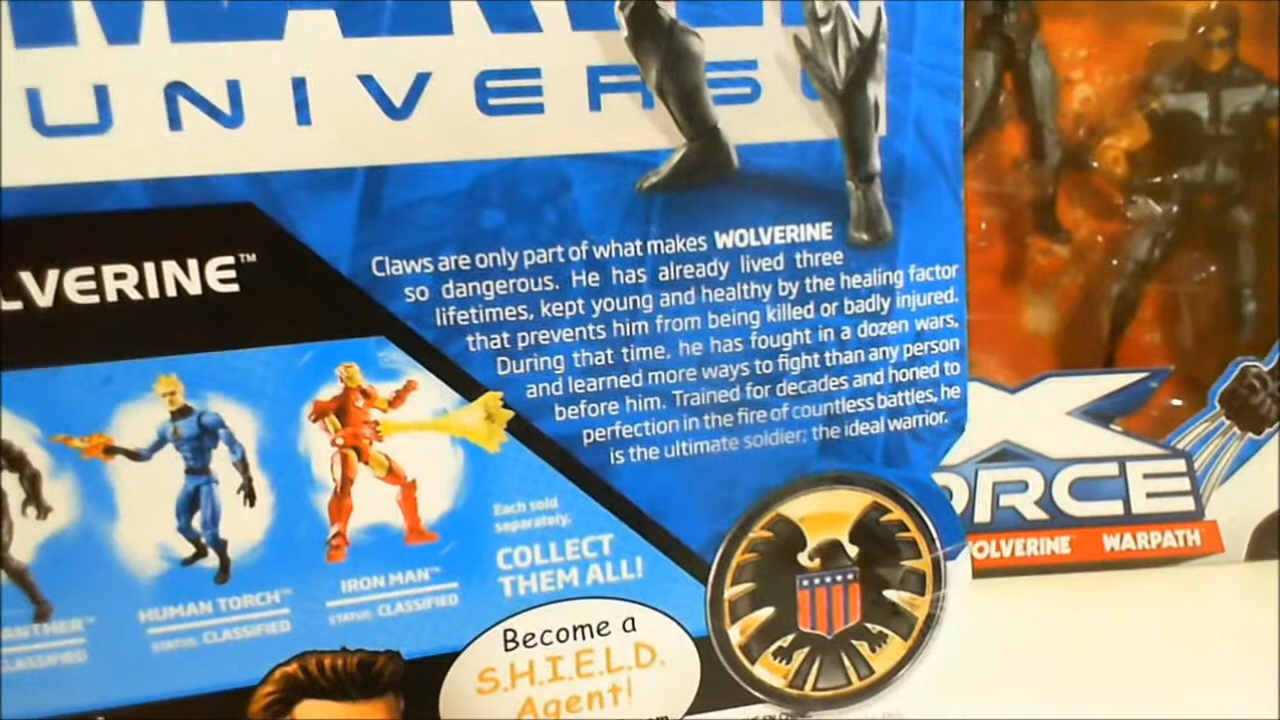 UNIVERS
LVERINE™
Claws are only part of what makes WOLVERINE
so dangerous. He has already lived three
lifetimes, kept young and healthy by the healing factor
that prevents him from being killed or badly injured.
During that time, he has fought in a dozen wars,
and learned more ways to fight than any person
before him. Trained for decades and honed to
perfection in the fire of countless battles, he
is the ultimate soldier: the ideal warrior.
Each sold
separately.
COLLECT
THEM ALL!
IRON MAN™
STATUS: CLASSIFIED
HUMAN TORCH™
STATUS: CLASSIFIED
ANTHER™
CLASSIFIED
Become a
S.H.I.E.L.D.
Agent!
X
ORCE
OLVERINE WARPATH